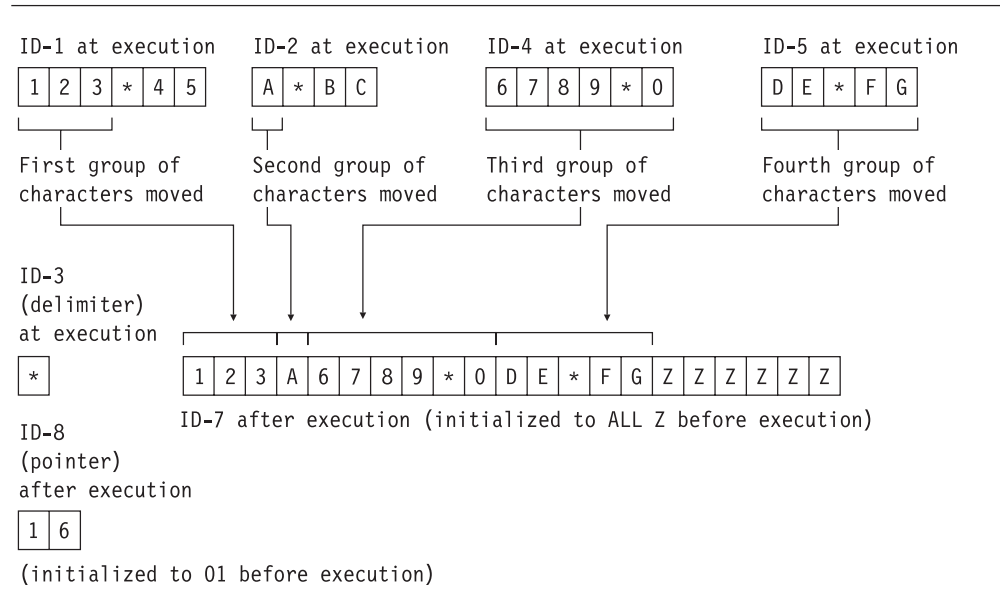 ID-1 at execution ID-2 at execution ID-4 at execution ID-5 at execution
1 2 3 * 4 5 A * B C 6 7 8 9 * 0 D E * F G
First group of Second group of Third group of Fourth group of
characters moved characters moved characters moved characters moved
ID-3
(delimiter)
at execution
* 1 2 3 A 6 7 8 9 * 0 D E * F G Z Z Z Z Z Z
ID-7 after execution (initialized to ALL Z before execution)
ID-8
(pointer)
after execution
1 6
(initialized to 01 before execution)